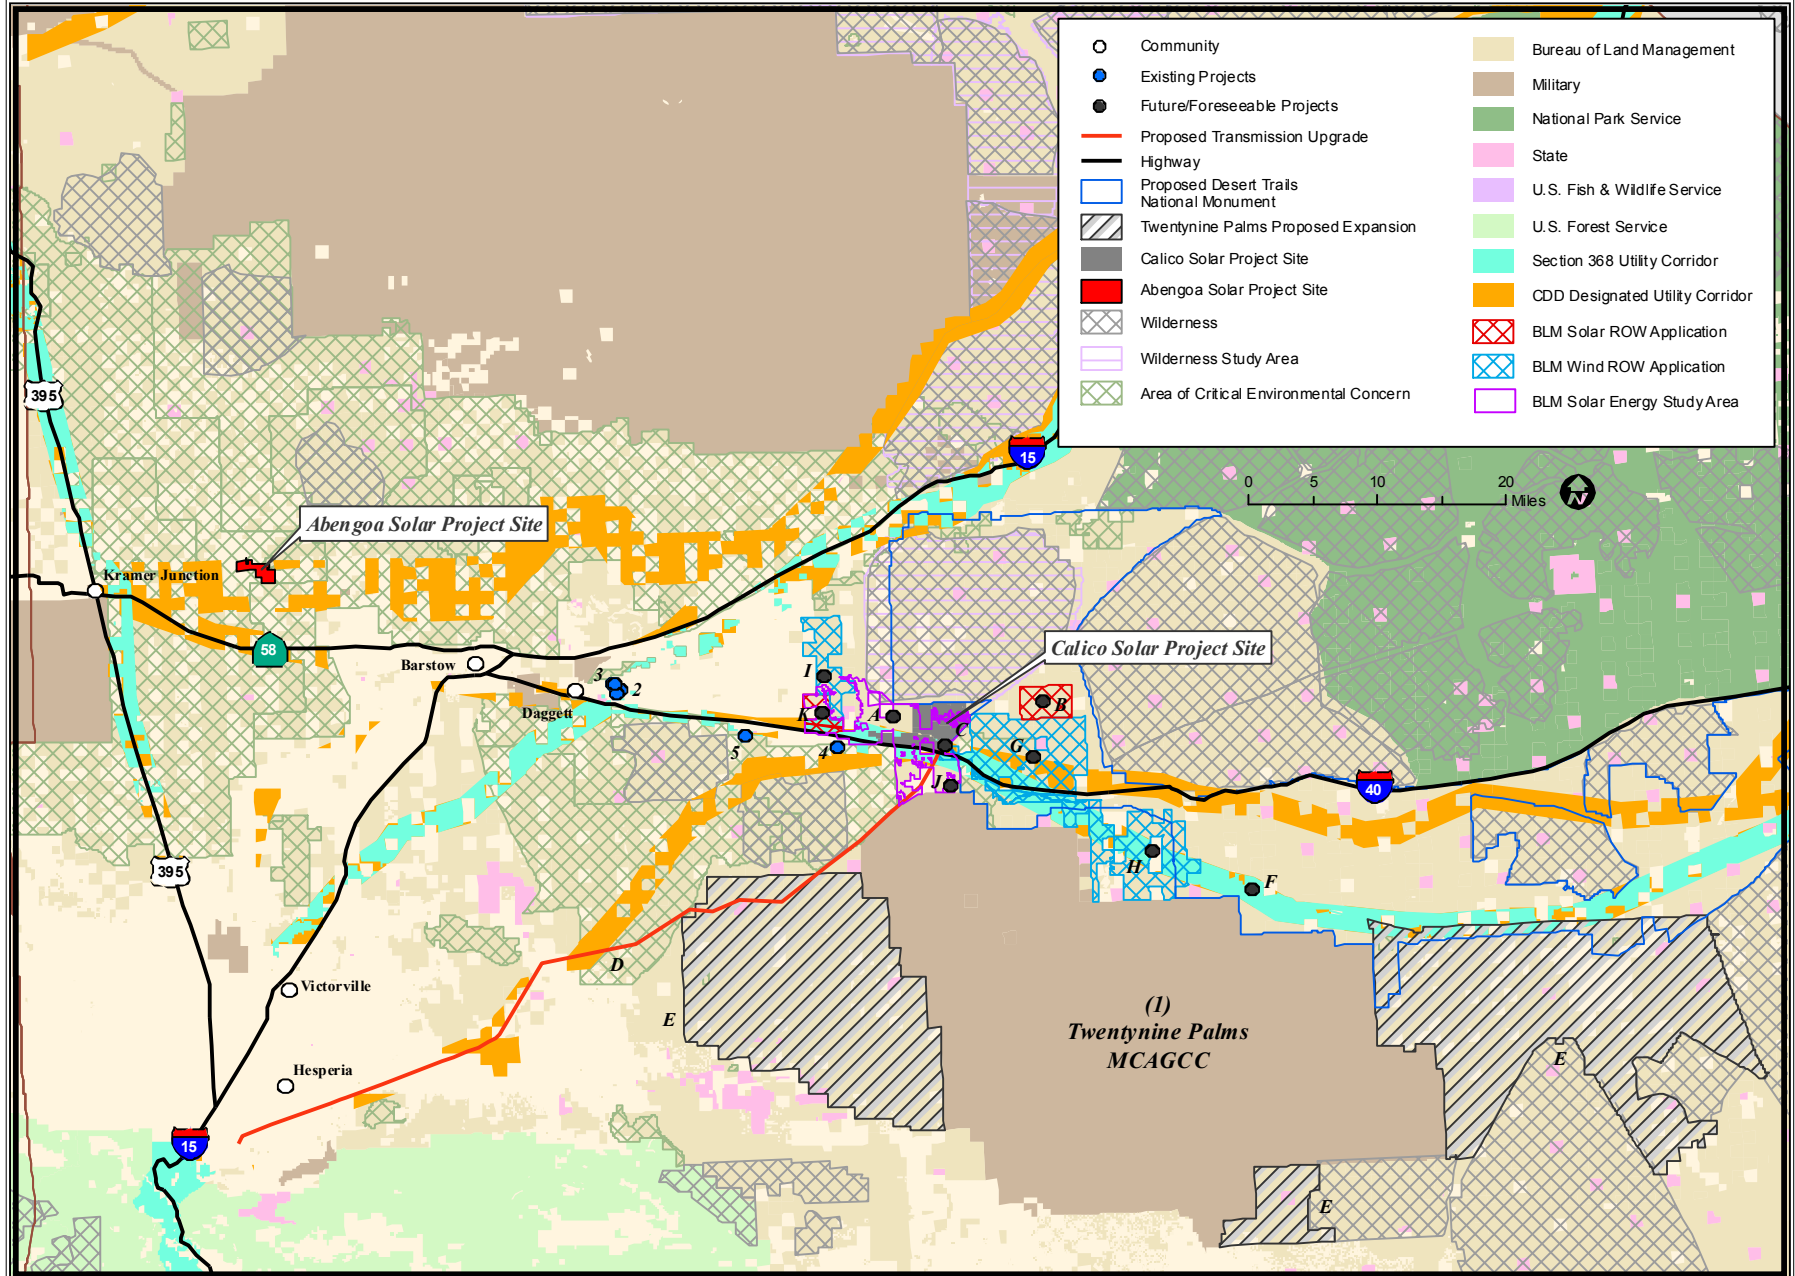 Community
Existing Projects
Future/Foreseeable Projects
Proposed Transmission Upgrade
Highway
Proposed Desert Trails
National Monument
Twentynine Palms Proposed Expansion
Calico Solar Project Site
Abengoa Solar Project Site
Wilderness
Wilderness Study Area
Area of Critical Environmental Concern
Bureau of Land Management
Military
National Park Service
State
U.S. Fish & Wildlife Service
U.S. Forest Service
Section 368 Utility Corridor
CDD Designated Utility Corridor
BLM Solar ROW Application
BLM Wind ROW Application
BLM Solar Energy Study Area
395
15
0 5 10 20
Miles
N
Abengoa Solar Project Site
Kramer Junction
58
Barstow
Calico Solar Project Site
3
2
I
Daggett
K
A
B
C
5
4
G
J
40
395
H
F
D
Victorville
E
(1)
Twentynine Palms
MCAGCC
E
Hesperia
15
E